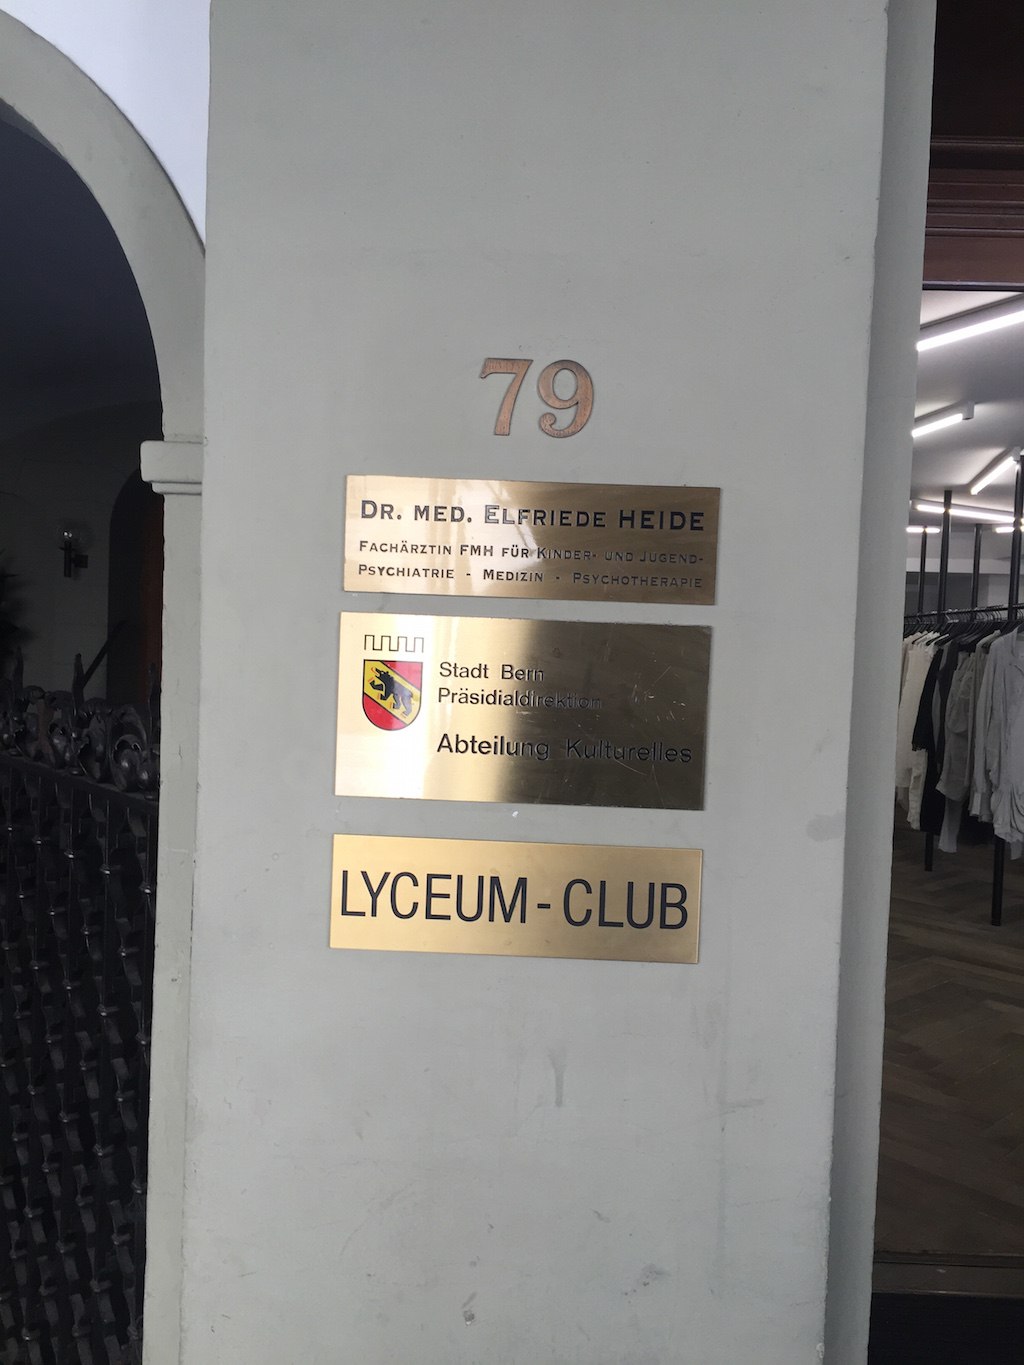 79
DR. MED. ELFRIEDE HEIDE
FACHÄRZTIN FMH FÜR KINDER- UND JUGEND-
PSYCHIATRIE - MEDIZIN - PSYCHOTHERAPIE
Stadt Bern
Präsidialdirektion
Abteilung Kulturelles
LYCEUM - CLUB